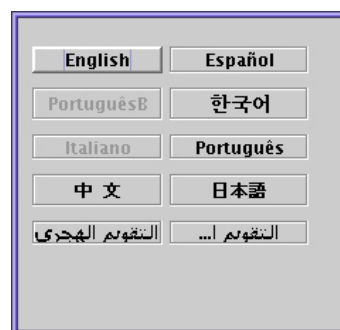 English Español
PortuguêsB 한국어
Italiano Português
中 文 日本語
التقويم الهجري التقويم ا...